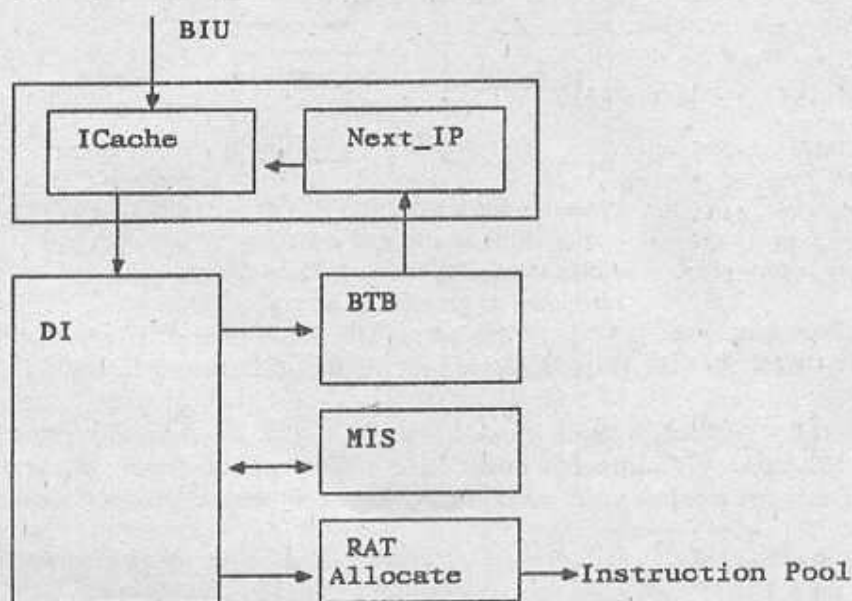 BIU
ICache
Next_IP
DI
BTB
MIS
RAT
Allocate
Instruction Pool